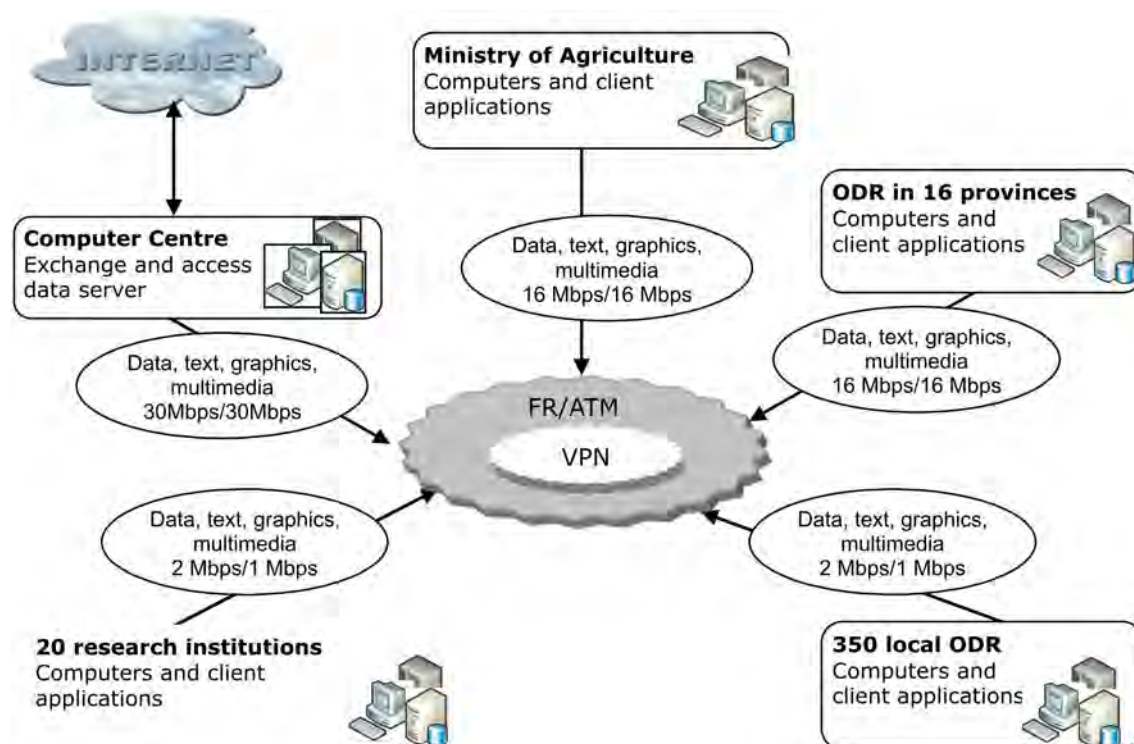 INTERNET
Ministry of Agriculture
Computers and client
applications
ODR in 16 provinces
Computers and
client applications
Computer Centre
Exchange and access
data server
Data, text, graphics,
multimedia
16 Mbps/16 Mbps
Data, text, graphics,
multimedia
30Mbps/30Mbps
Data, text, graphics,
multimedia
16 Mbps/16 Mbps
FR/ATM
VPN
Data, text, graphics,
multimedia
2 Mbps/1 Mbps
Data, text, graphics,
multimedia
2 Mbps/1 Mbps
20 research institutions
Computers and client
applications
350 local ODR
Computers and
client applications